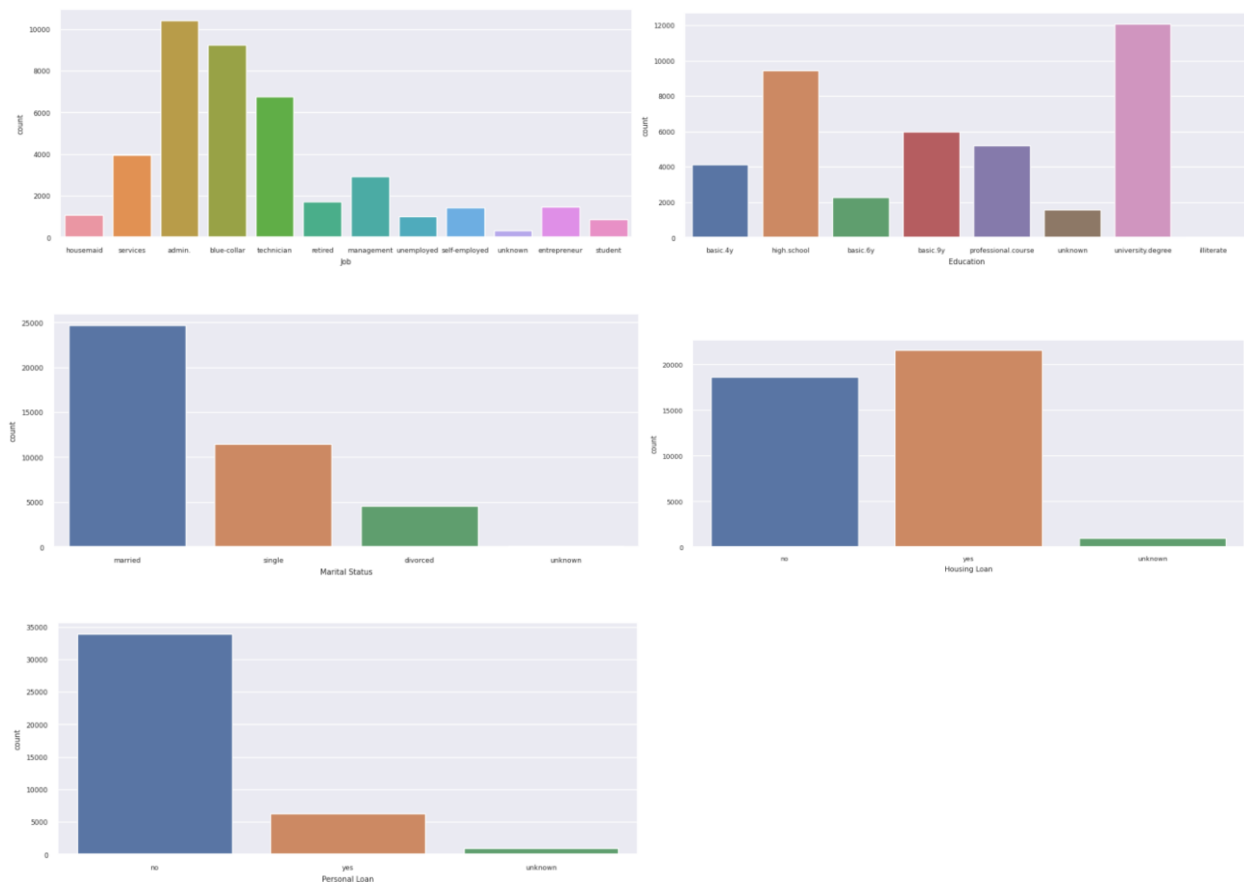 10000
8000
6000
4000
2000
0
count
housemaid services admin. blue-collar technician retired management unemployed self-employed unknown entrepreneur student
Job
12000
10000
8000
6000
4000
2000
0
count
basic.4y high.school basic.6y basic.9y professional.course unknown university.degree illiterate
Education
25000
20000
15000
10000
5000
0
count
married single divorced unknown
Marital Status
20000
15000
10000
5000
0
count
no yes unknown
Housing Loan
35000
30000
25000
20000
15000
10000
5000
0
count
no yes unknown
Personal Loan